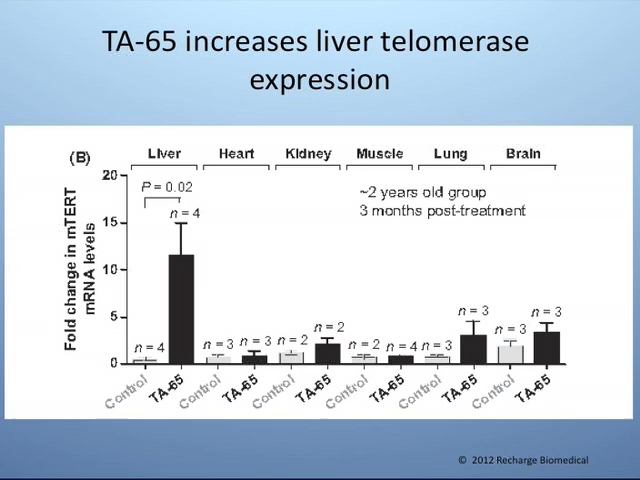 TA-65 increases liver telomerase
expression
(B)
Liver Heart Kidney Muscle Lung Brain
Fold change in mTERT
mRNA levels
20
15
10
5
0
P = 0.02
~2 years old group
3 months post-treatment
n = 4 n = 4 n = 3 n = 3 n = 2 n = 2 n = 2 n = 4 n = 3 n = 3 n = 3 n = 3
Control TA-65 Control TA-65 Control TA-65 Control TA-65 Control TA-65 Control TA-65
© 2012 Recharge Biomedical